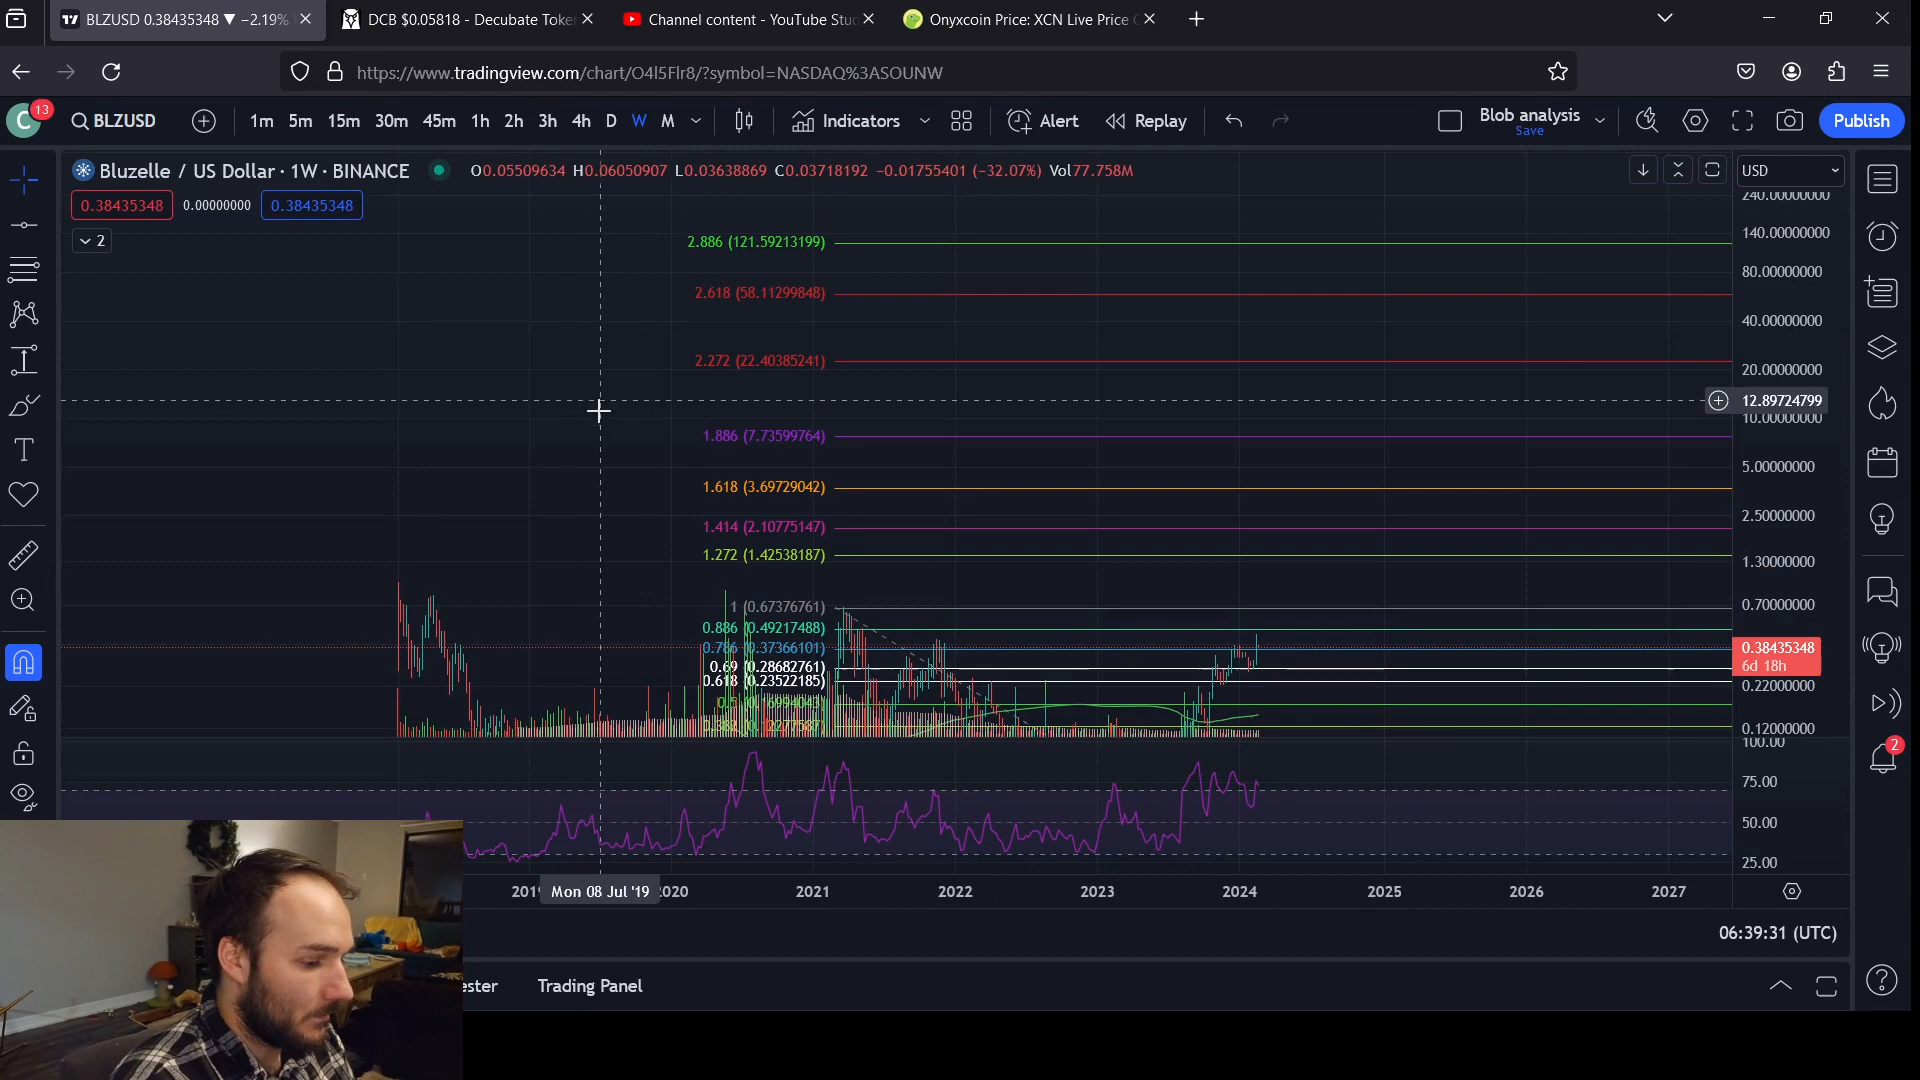 BLZUSD 0.38435348 ▼ −2.19%
DCB $0.05818 - Decubate Toke
Channel content - YouTube Stu
Onyxcoin Price: XCN Live Price
https://www.tradingview.com/chart/O4l5Flr8/?symbol=NASDAQ%3ASOUNW
C
13
BLZUSD
1m 5m 15m 30m 45m 1h 2h 3h 4h D W M
Indicators
Alert
Replay
Blob analysis
Save
Publish
Bluzelle / US Dollar · 1W · BINANCE
O0.05509634 H0.06050907 L0.03638869 C0.03718192 −0.01755401 (−32.07%) Vol77.758M
USD
0.38435348
0.00000000
0.38435348
2
240.00000000
140.00000000
80.00000000
40.00000000
20.00000000
12.89724799
10.00000000
5.00000000
2.50000000
1.30000000
0.70000000
0.38435348
6d 18h
0.22000000
0.12000000
2.886 (121.59213199)
2.618 (58.11299848)
2.272 (22.40385241)
1.886 (7.73599764)
1.618 (3.69729042)
1.414 (2.10775147)
1.272 (1.42538187)
1 (0.67376761)
0.886 (0.49217488)
0.786 (0.37366101)
0.69 (0.28682761)
0.618 (0.23522185)
100.00
75.00
50.00
25.00
2019
Mon 08 Jul '19
2020
2021
2022
2023
2024
2025
2026
2027
06:39:31 (UTC)
ester
Trading Panel
2